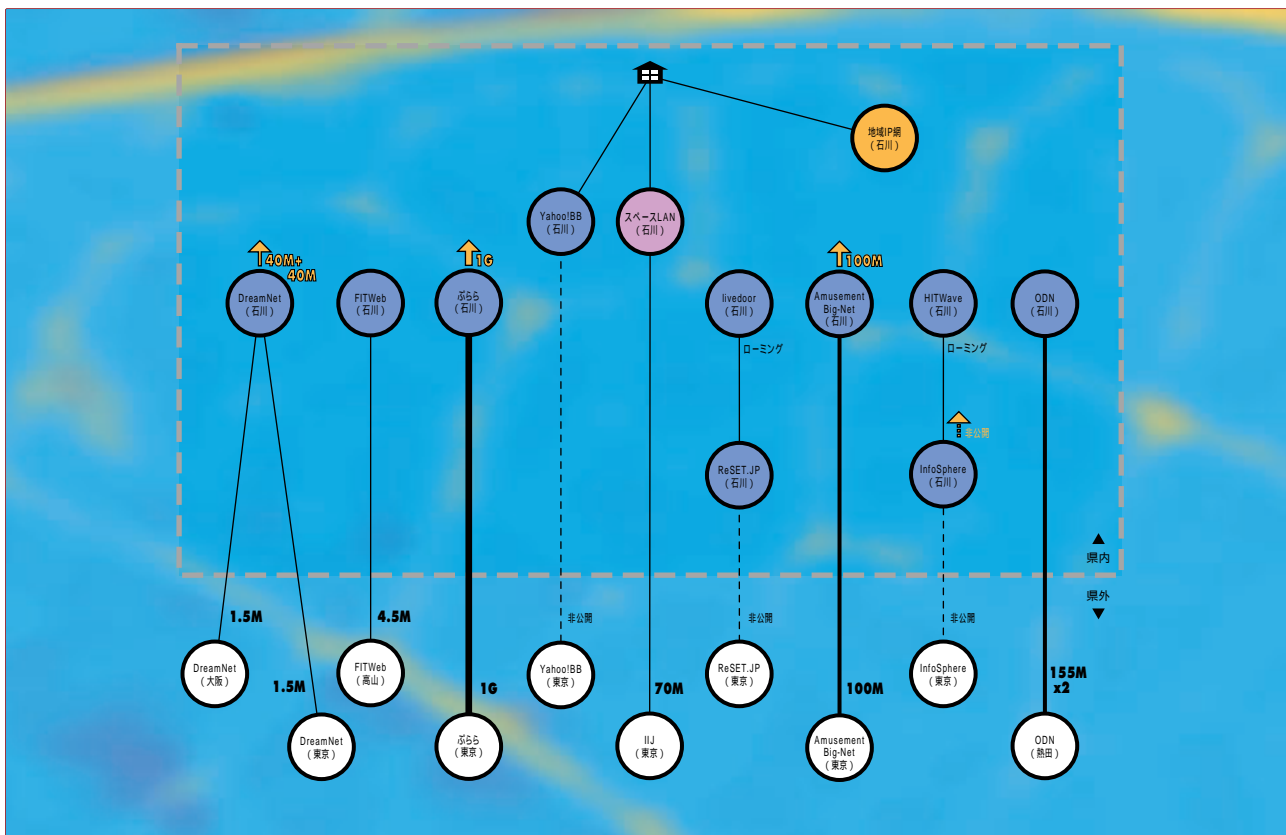 地域IP網
(石川)
Yahoo!BB
(石川)
スペースLAN
(石川)
40M+
40M
1G
100M
DreamNet
(石川)
FITWeb
(石川)
ぷらら
(石川)
livedoor
(石川)
Amusement
Big-Net
(石川)
HITWave
(石川)
ODN
(石川)
ローミング
ローミング
非公開
ReSET.JP
(石川)
InfoSphere
(石川)
▲
県内
県外
▼
1.5M
4.5M
非公開
非公開
非公開
DreamNet
(大阪)
FITWeb
(高山)
Yahoo!BB
(東京)
ReSET.JP
(東京)
InfoSphere
(東京)
1.5M
1G
70M
100M
155M
x2
DreamNet
(東京)
ぷらら
(東京)
IIJ
(東京)
Amusement
Big-Net
(東京)
ODN
(熱田)